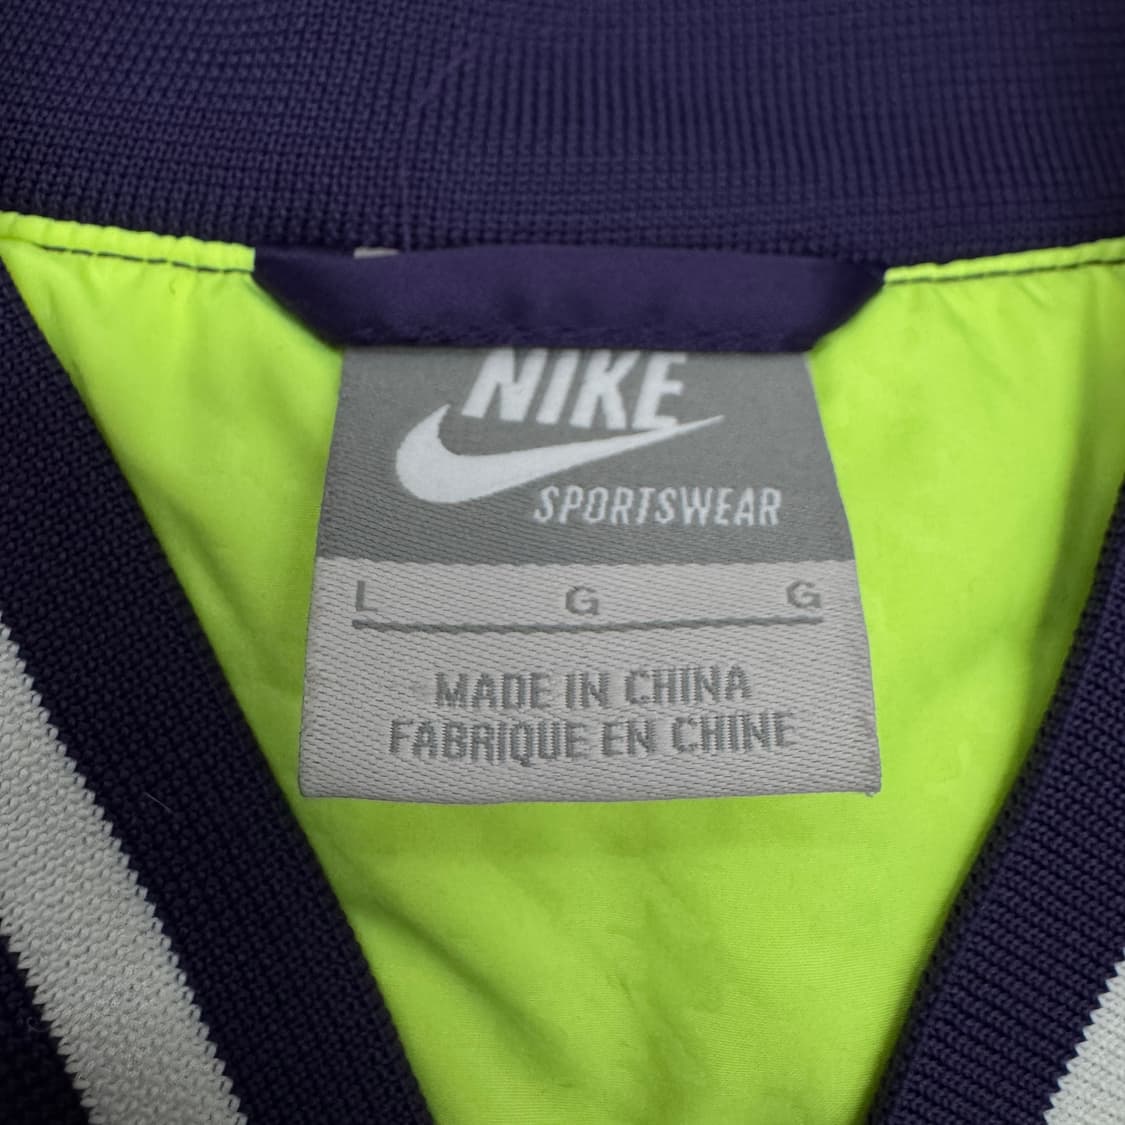 NIKE
SPORTSWEAR
L G G
MADE IN CHINA
FABRIQUE EN CHINE